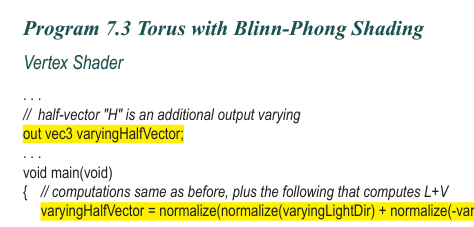 Program 7.3 Torus with Blinn-Phong Shading
Vertex Shader
. . .
// half-vector "H" is an additional output varying
out vec3 varyingHalfVector;
. . .
void main(void)
{ // computations same as before, plus the following that computes L+V
varyingHalfVector = normalize(normalize(varyingLightDir) + normalize(-var